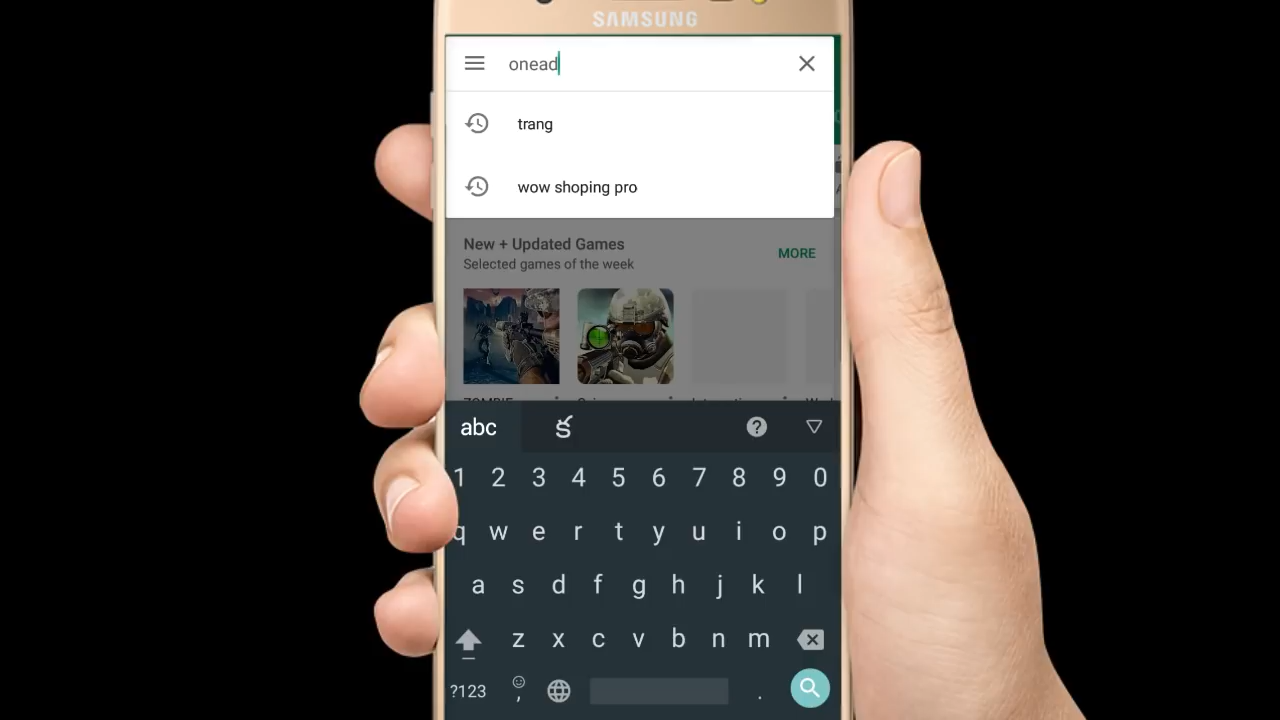 SAMSUNG
onead
trang
wow shoping pro
New + Updated Games
MORE
Selected games of the week
abc క
1 2 3 4 5 6 7 8 9 0
q w e r t y u i o p
a s d f g h j k l
z x c v b n m
?123 , .